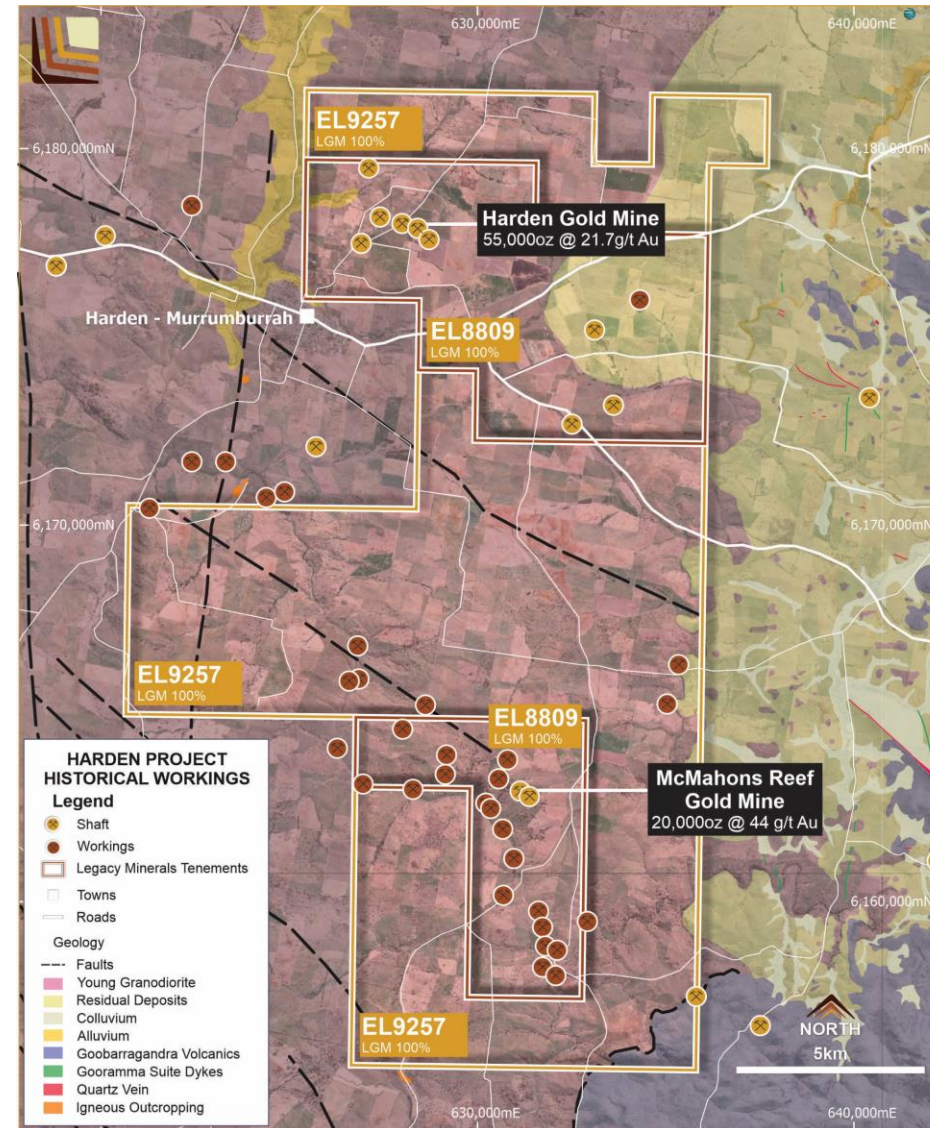 630,000mE
640,000mE
6,180,000mN
6,180,000mN
EL9257
LGM 100%
Harden Gold Mine
55,000oz @ 21.7g/t Au
Harden - Murrumburrah
EL8809
LGM 100%
6,170,000mN
6,170,000mN
EL9257
LGM 100%
EL8809
LGM 100%
McMahons Reef
Gold Mine
20,000oz @ 44 g/t Au
6,160,000mN
EL9257
LGM 100%
NORTH
5km
630,000mE
640,000mE
HARDEN PROJECT
HISTORICAL WORKINGS
Legend
Shaft
Workings
Legacy Minerals Tenements
Towns
Roads
Geology
Faults
Young Granodiorite
Residual Deposits
Colluvium
Alluvium
Goobarragandra Volcanics
Gooramma Suite Dykes
Quartz Vein
Igneous Outcropping